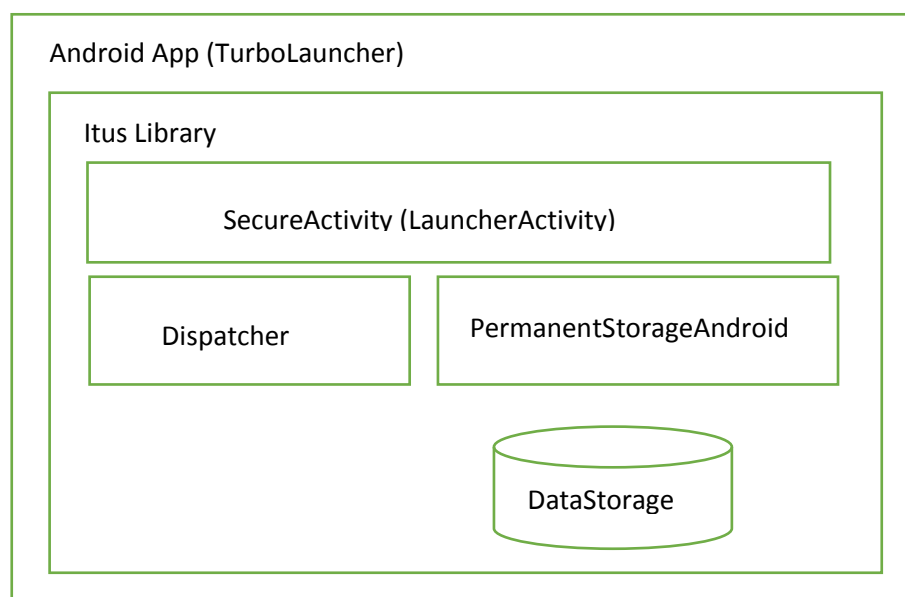 Android App (TurboLauncher)
Itus Library
SecureActivity (LauncherActivity)
Dispatcher
PermanentStorageAndroid
DataStorage